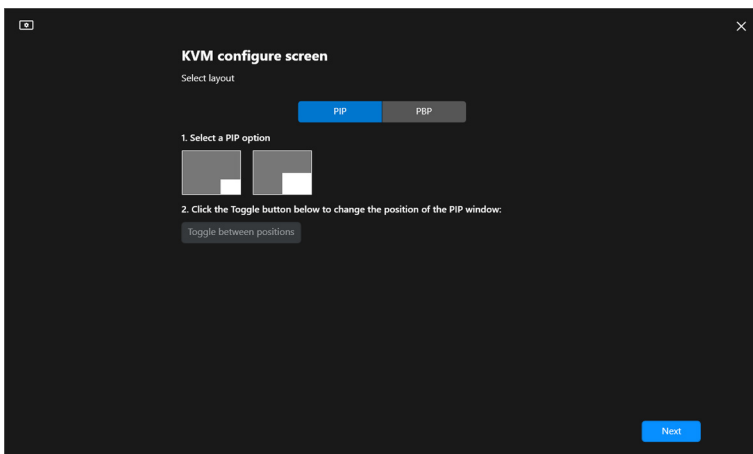 KVM configure screen
Select layout
PIP PBP
1. Select a PIP option
2. Click the Toggle button below to change the position of the PIP window:
Toggle between positions
Next